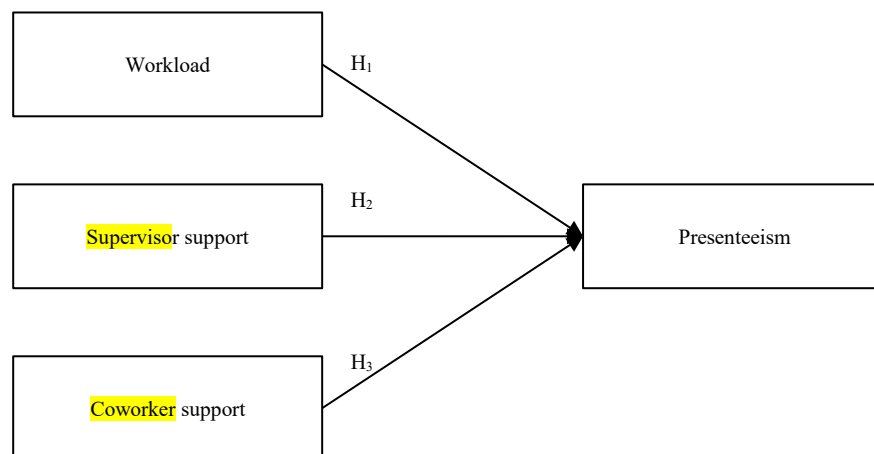 Workload
H₁
Supervisor support
H₂
Presenteeism
Coworker support
H₃